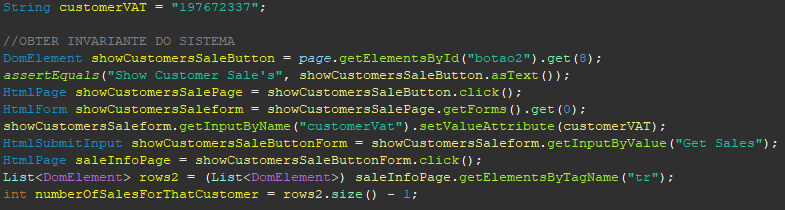 String customerVAT = "197672337";
//OBTER INVARIANTE DO SISTEMA
DomElement showCustomersSaleButton = page.getElementsById("botao2").get(8);
assertEquals("Show Customer Sale's", showCustomersSaleButton.asText());
HtmlPage showCustomersSalePage = showCustomersSaleButton.click();
HtmlForm showCustomersSaleform = showCustomersSalePage.getForms().get(0);
showCustomersSaleform.getInputByName("customerVat").setValueAttribute(customerVAT);
HtmlSubmitInput showCustomersSaleButtonForm = showCustomersSaleform.getInputByValue("Get Sales");
HtmlPage saleInfoPage = showCustomersSaleButtonForm.click();
List<DomElement> rows2 = (List<DomElement>) saleInfoPage.getElementsByTagName("tr");
int numberOfSalesForThatCustomer = rows2.size() - 1;